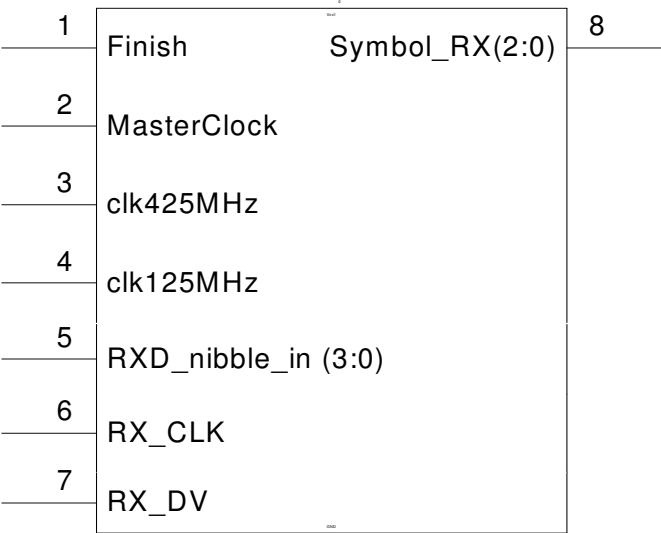 1
Finish
Symbol_RX(2:0)
8
2
MasterClock
3
clk425MHz
4
clk125MHz
5
RXD_nibble_in (3:0)
6
RX_CLK
7
RX_DV
GND